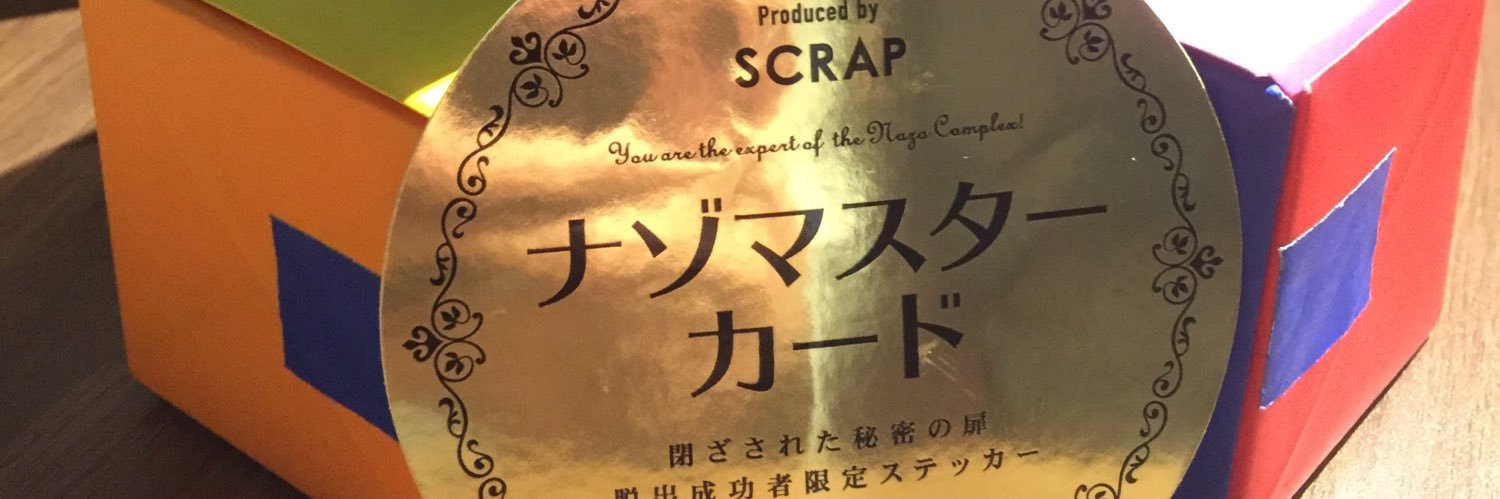 Produced by
SCRAP
You are the expert of the Nazo Complex!
ナゾマスター
カード
閉ざされた秘密の扉
脱出成功者限定ステッカー